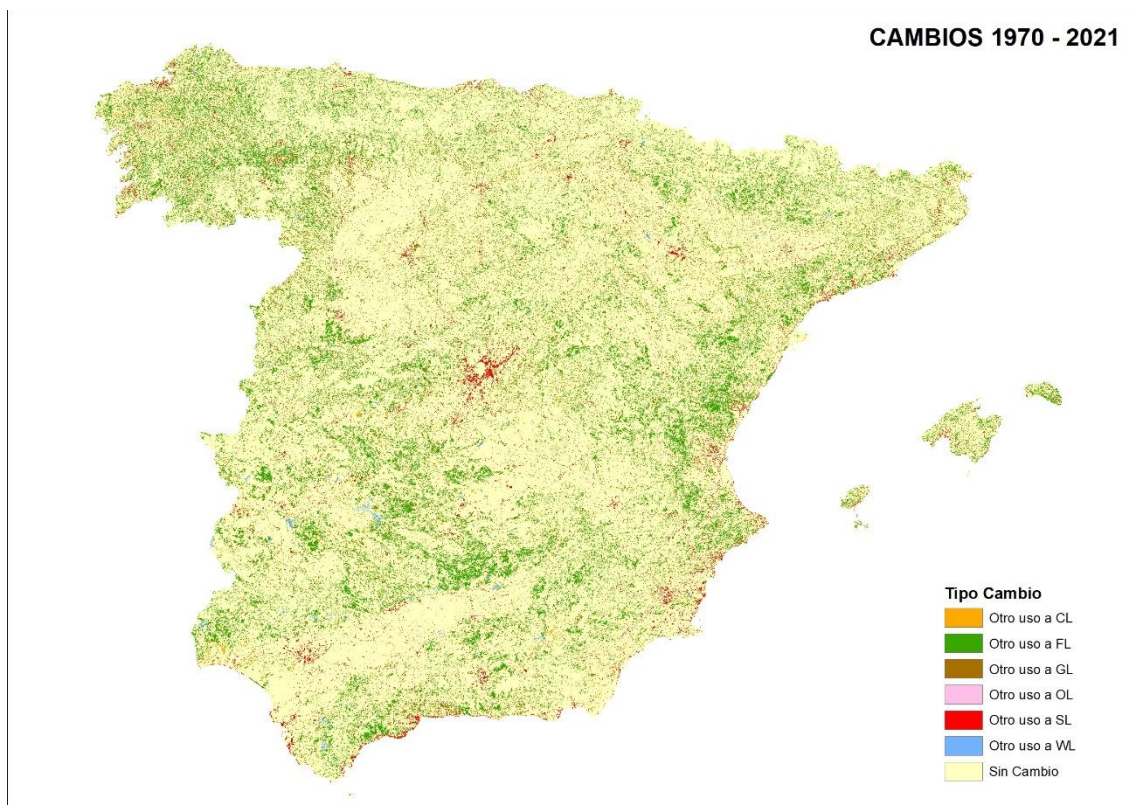 CAMBIOS 1970 - 2021
Tipo Cambio
Otro uso a CL
Otro uso a FL
Otro uso a GL
Otro uso a OL
Otro uso a SL
Otro uso a WL
Sin Cambio